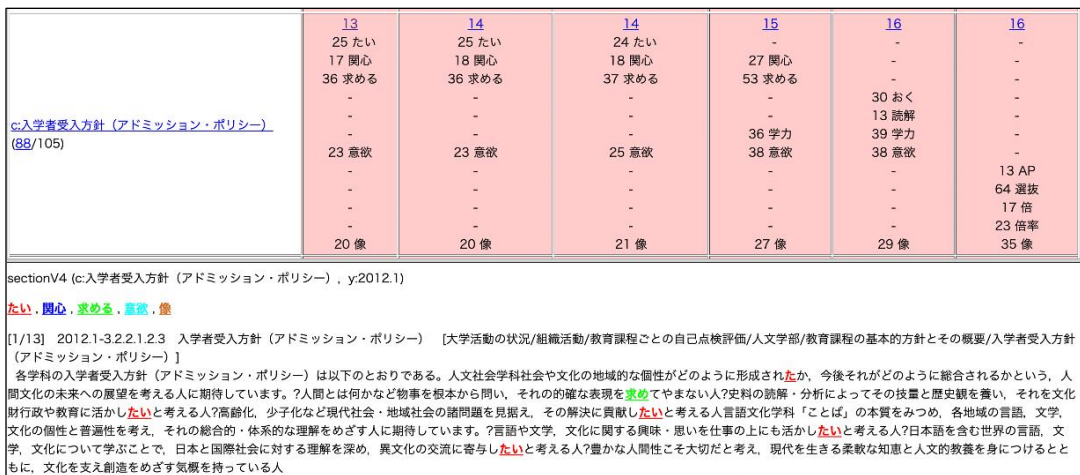 13 14 14 15 16 16
25 たい 25 たい 24 たい - - -
17 関心 18 関心 18 関心 27 関心 - -
36 求める 36 求める 37 求める 53 求める - -
- - - - 30 おく -
- - - - 13 読解 -
c:入学者受入方針（アドミッション・ポリシー）
(88/105)
- - - 36 学力 39 学力 -
23 意欲 23 意欲 25 意欲 38 意欲 38 意欲 -
- - - - - 13 AP
- - - - - 64 選抜
- - - - - 17 倍
- - - - - 23 倍率
20 像 20 像 21 像 27 像 29 像 35 像
sectionV4 (c:入学者受入方針（アドミッション・ポリシー）, y:2012.1)
たい , 関心 , 求める , 意欲 , 像
[1/13] 2012.1-3.2.2.1.2.3 入学者受入方針（アドミッション・ポリシー） [大学活動の状況/組織活動/教育課程ごとの自己点検評価/人文学部/教育課程の基本的方針とその概要/入学者受入方針
（アドミッション・ポリシー）]
各学科の入学者受入方針（アドミッション・ポリシー）は以下のとおりである。人文社会学科社会や文化の地域的な個性がどのように形成されたか，今後それがどのように総合されるかという，人
間文化の未来への展望を考える人に期待しています。?人間とは何かなど物事を根本から問い，それの的確な表現を求めてやまない人?史料の読解・分析によってその技量と歴史観を養い，それを文化
財行政や教育に活かしたいと考える人?高齢化，少子化など現代社会・地域社会の諸問題を見据え，その解決に貢献したいと考える人言語文化学科「ことば」の本質をみつめ，各地域の言語，文学，
文化の個性と普遍性を考え，それの総合的・体系的な理解をめざす人に期待しています。?言語や文学，文化に関する興味・思いを仕事の上にも活かしたいと考える人?日本語を含む世界の言語，文
学，文化について学ぶことで，日本と国際社会に対する理解を深め，異文化の交流に寄与したいと考える人?豊かな人間性こそ大切だと考え，現代を生きる柔軟な知恵と人文的教養を身につけるとと
もに，文化を支え創造をめざす気概を持っている人